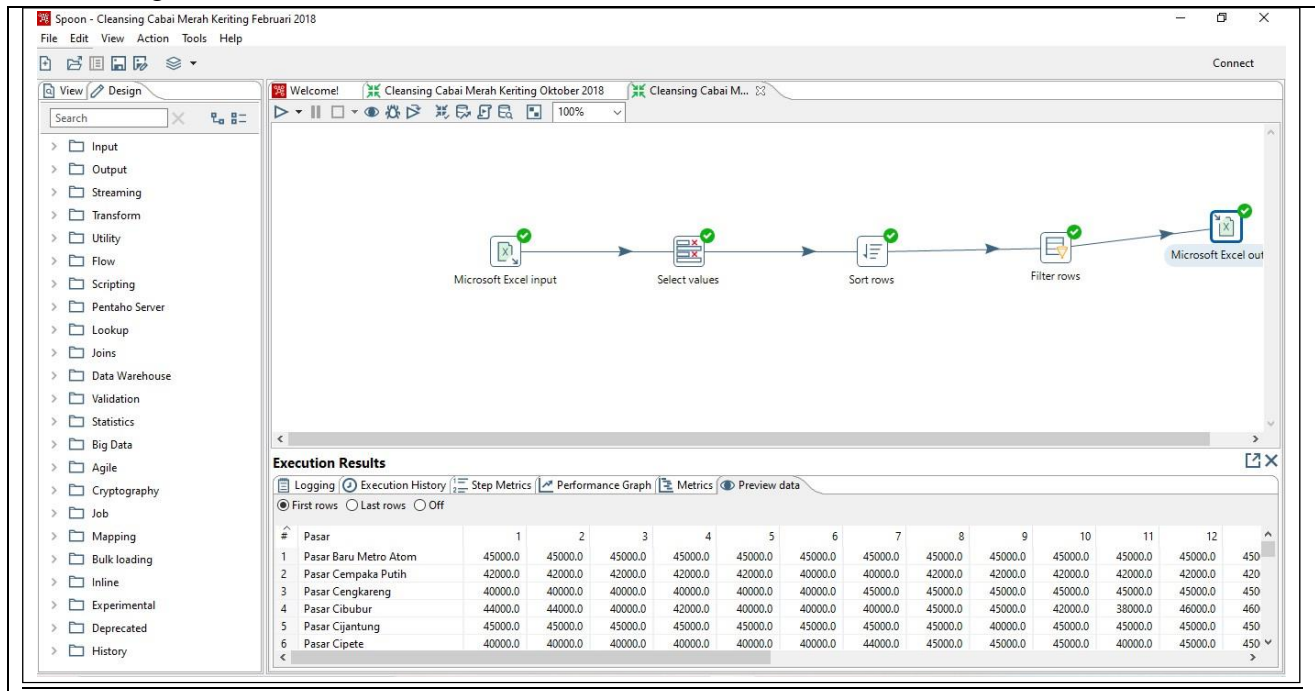 Spoon - Cleansing Cabai Merah Keriting Februari 2018
File Edit View Action Tools Help
Connect
View Design
Welcome! Cleansing Cabai Merah Keriting Oktober 2018 Cleansing Cabai M...
Search
100%
Input
Output
Streaming
Transform
Utility
Flow
Scripting
Pentaho Server
Lookup
Joins
Data Warehouse
Validation
Statistics
Big Data
Agile
Cryptography
Job
Mapping
Bulk loading
Inline
Experimental
Deprecated
History
Microsoft Excel input
Select values
Sort rows
Filter rows
Microsoft Excel out
Execution Results
Logging Execution History Step Metrics Performance Graph Metrics Preview data
First rows Last rows Off
# Pasar 1 2 3 4 5 6 7 8 9 10 11 12
1 Pasar Baru Metro Atom 45000.0 45000.0 45000.0 45000.0 45000.0 45000.0 45000.0 45000.0 45000.0 45000.0 45000.0 45000.0 450
2 Pasar Cempaka Putih 42000.0 42000.0 42000.0 42000.0 42000.0 40000.0 40000.0 42000.0 42000.0 42000.0 42000.0 42000.0 420
3 Pasar Cengkareng 40000.0 40000.0 40000.0 40000.0 40000.0 40000.0 45000.0 45000.0 45000.0 45000.0 45000.0 45000.0 450
4 Pasar Cibubur 44000.0 44000.0 40000.0 42000.0 40000.0 40000.0 40000.0 45000.0 45000.0 42000.0 38000.0 46000.0 460
5 Pasar Cijantung 45000.0 45000.0 45000.0 45000.0 45000.0 45000.0 45000.0 45000.0 40000.0 45000.0 45000.0 45000.0 450
6 Pasar Cipete 40000.0 40000.0 40000.0 40000.0 40000.0 40000.0 44000.0 45000.0 45000.0 45000.0 40000.0 45000.0 450